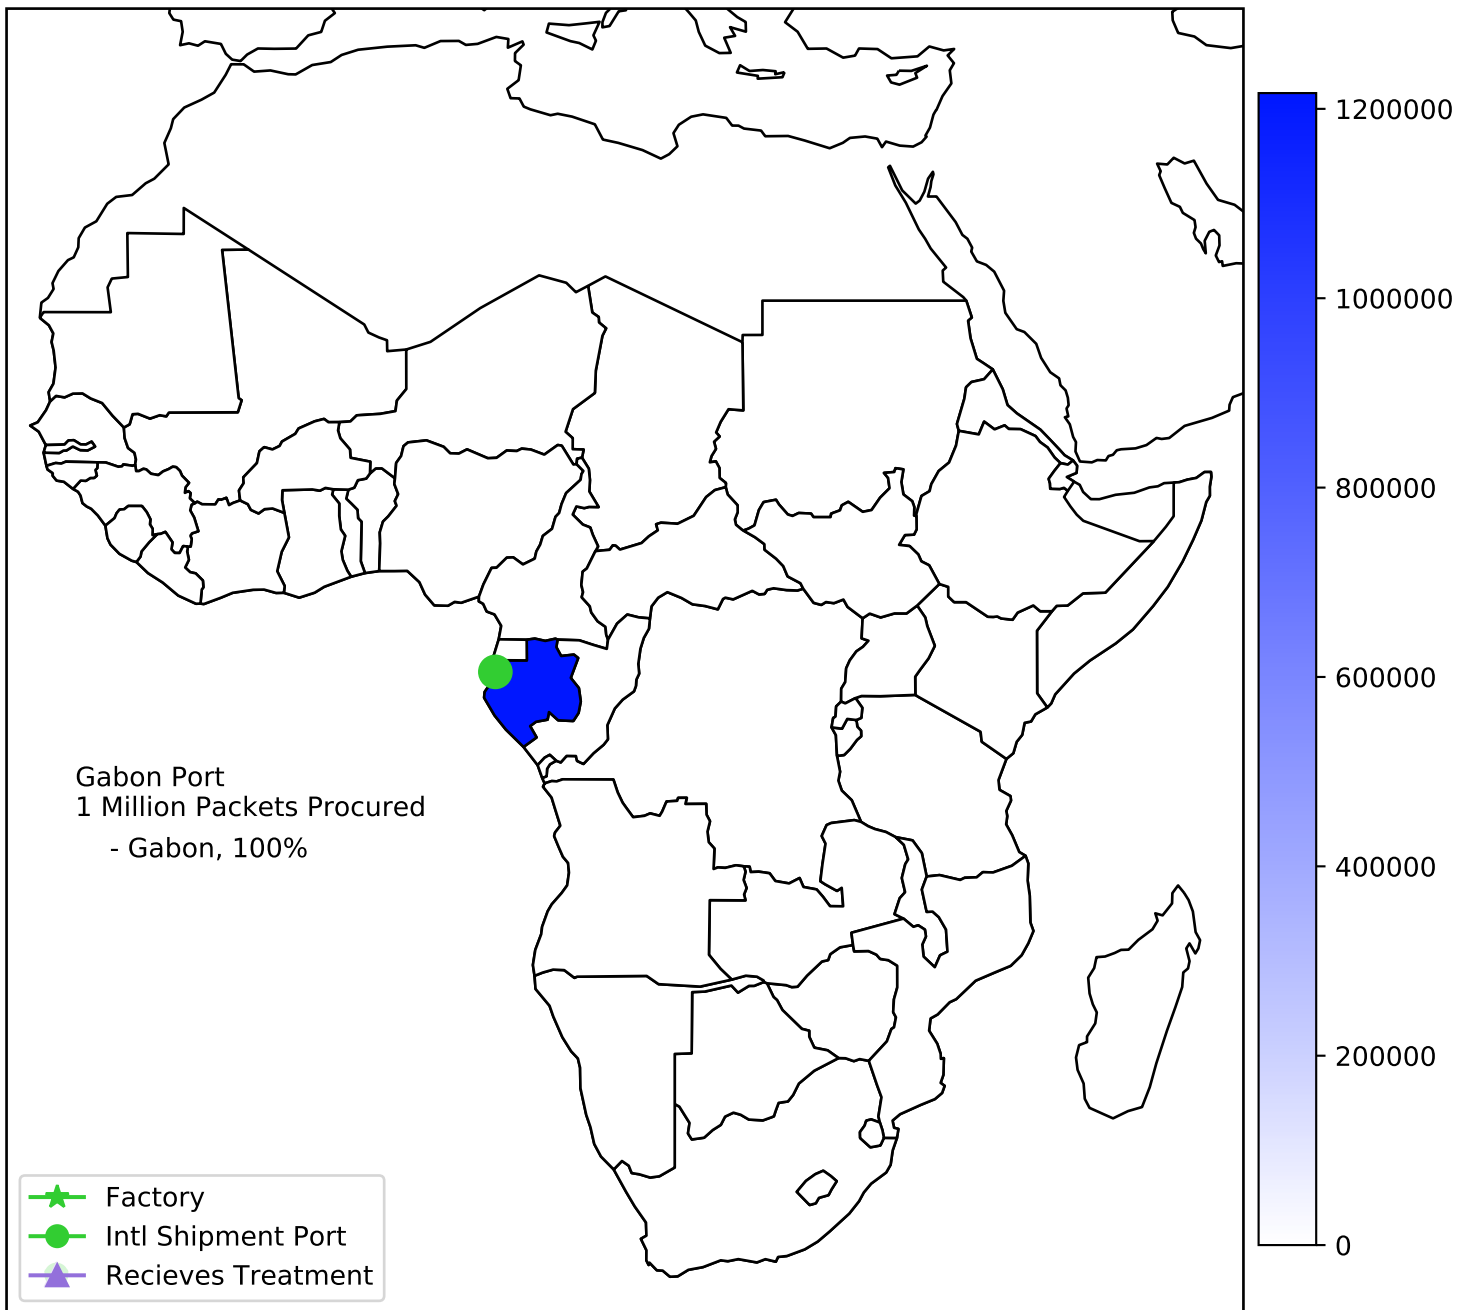 Gabon Port
1 Million Packets Procured
- Gabon, 100%
Factory
Intl Shipment Port
Recieves Treatment
1200000
1000000
800000
600000
400000
200000
0